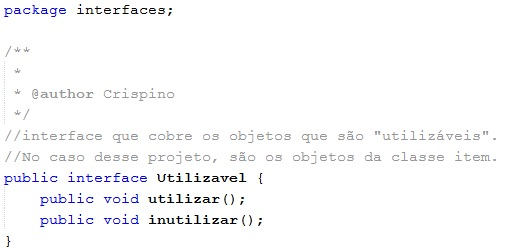 package interfaces;
/**
 *
 * @author Crispino
 */
//interface que cobre os objetos que são "utilizáveis".
//No caso desse projeto, são os objetos da classe item.
public interface Utilizavel {
    public void utilizar();
    public void inutilizar();
}